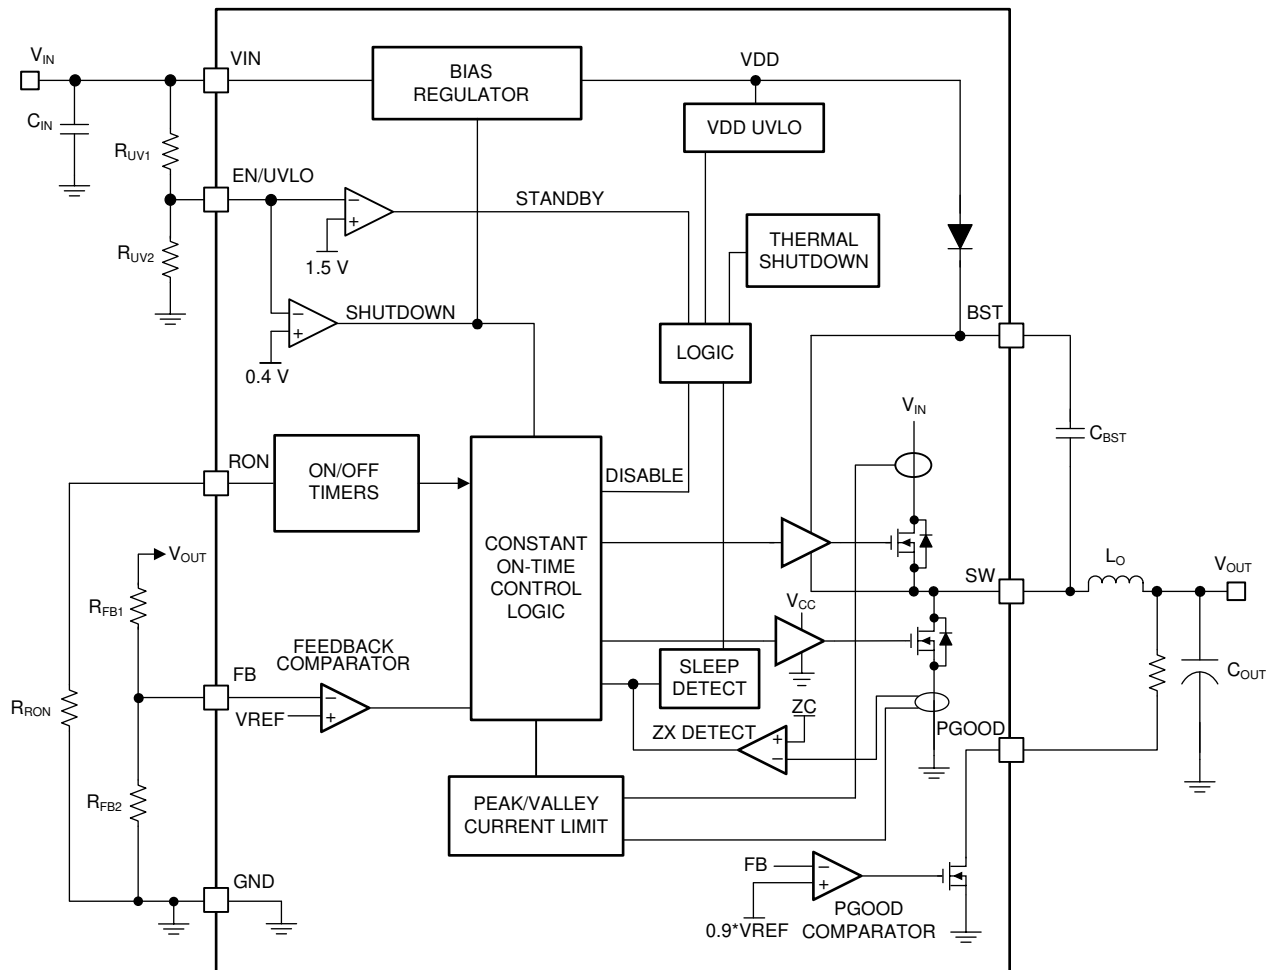 VIN
VIN
BIAS
REGULATOR
VDD
CIN
RUV1
VDD UVLO
EN/UVLO
STANDBY
RUV2
1.5 V
THERMAL
SHUTDOWN
SHUTDOWN
BST
0.4 V
LOGIC
VIN
CBST
RON
ON/OFF
TIMERS
DISABLE
VOUT
CONSTANT
ON-TIME
CONTROL
LOGIC
SW
LO
VOUT
RFB1
VCC
FEEDBACK
COMPARATOR
SLEEP
DETECT
COUT
FB
VREF
RRON
ZC
ZX DETECT
PGOOD
RFB2
PEAK/VALLEY
CURRENT LIMIT
FB
GND
0.9*VREF
PGOOD
COMPARATOR